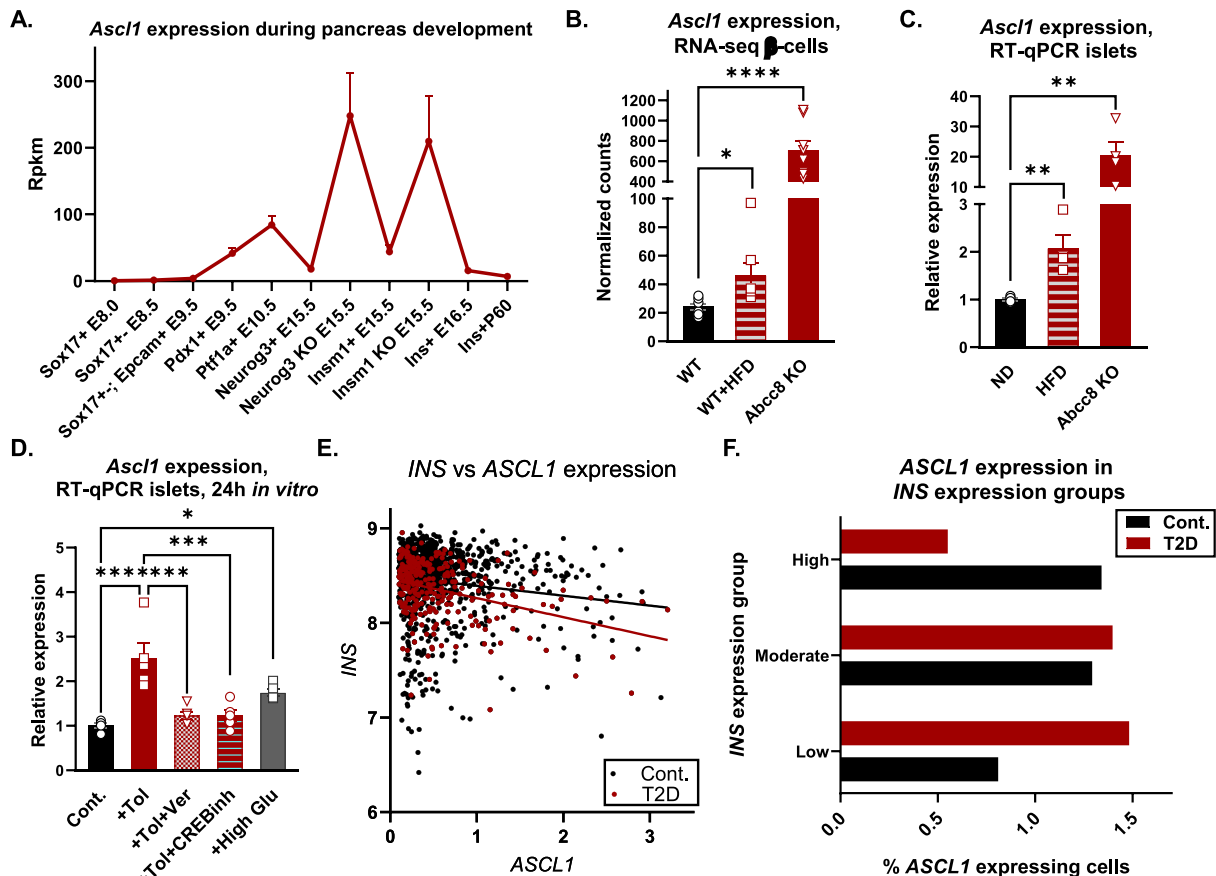 A.
Ascl1 expression during pancreas development
Rpkm
300
200
100
0
Sox17+ E8.0
Sox17+- E8.5
Sox17+-; Epcam+ E9.5
Pdx1+ E9.5
Ptf1a+ E10.5
Neurog3+ E15.5
Neurog3 KO E15.5
Insm1+ E15.5
Insm1 KO E15.5
Ins+ E16.5
Ins+P60
B.
Ascl1 expression,
RNA-seq β-cells
Normalized counts
1200
1000
800
600
400
100
80
60
40
20
0
*
****
WT
WT+HFD
Abcc8 KO
C.
Ascl1 expression,
RT-qPCR islets
Relative expression
40
30
20
10
3
2
1
0
**
**
ND
HFD
Abcc8 KO
D.
Ascl1 expession,
RT-qPCR islets, 24h in vitro
Relative expression
5
4
3
2
1
0
*
***
*******
Cont.
+Tol
+Tol+Ver
+Tol+CREBinh
+High Glu
E.
INS vs ASCL1 expression
INS
9
8
7
6
0
1
2
3
ASCL1
Cont.
T2D
F.
ASCL1 expression in
INS expression groups
Cont.
T2D
INS expression group
High
Moderate
Low
0.0
0.5
1.0
1.5
% ASCL1 expressing cells